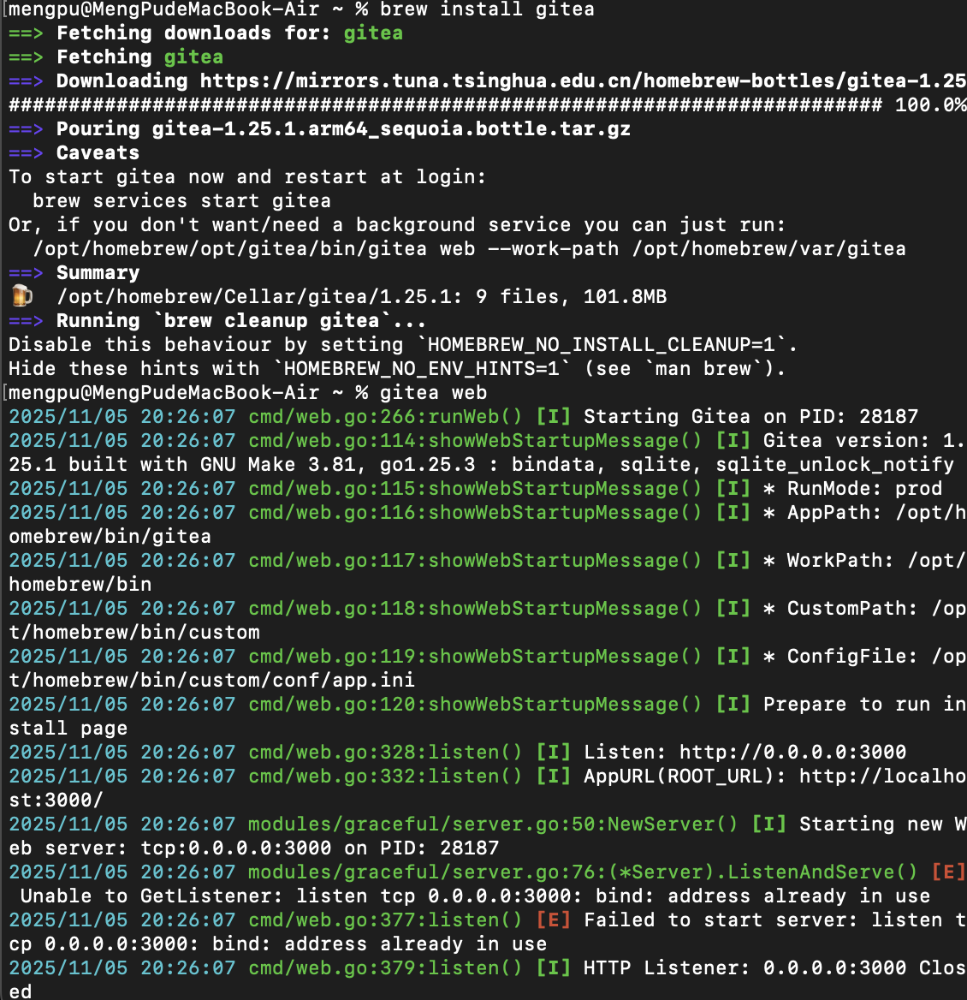 mengpu@MengPudeMacBook-Air ~ % brew install gitea
==> Fetching downloads for: gitea
==> Fetching gitea
==> Downloading https://mirrors.tuna.tsinghua.edu.cn/homebrew-bottles/gitea-1.25
######################################################################### 100.0%
==> Pouring gitea-1.25.1.arm64_sequoia.bottle.tar.gz
==> Caveats
To start gitea now and restart at login:
  brew services start gitea
Or, if you don't want/need a background service you can just run:
  /opt/homebrew/opt/gitea/bin/gitea web --work-path /opt/homebrew/var/gitea
==> Summary
🍺  /opt/homebrew/Cellar/gitea/1.25.1: 9 files, 101.8MB
==> Running `brew cleanup gitea`...
Disable this behaviour by setting `HOMEBREW_NO_INSTALL_CLEANUP=1`.
Hide these hints with `HOMEBREW_NO_ENV_HINTS=1` (see `man brew`).
mengpu@MengPudeMacBook-Air ~ % gitea web
2025/11/05 20:26:07 cmd/web.go:266:runWeb() [I] Starting Gitea on PID: 28187
2025/11/05 20:26:07 cmd/web.go:114:showWebStartupMessage() [I] Gitea version: 1.
25.1 built with GNU Make 3.81, go1.25.3 : bindata, sqlite, sqlite_unlock_notify
2025/11/05 20:26:07 cmd/web.go:115:showWebStartupMessage() [I] * RunMode: prod
2025/11/05 20:26:07 cmd/web.go:116:showWebStartupMessage() [I] * AppPath: /opt/h
omebrew/bin/gitea
2025/11/05 20:26:07 cmd/web.go:117:showWebStartupMessage() [I] * WorkPath: /opt/
homebrew/bin
2025/11/05 20:26:07 cmd/web.go:118:showWebStartupMessage() [I] * CustomPath: /op
t/homebrew/bin/custom
2025/11/05 20:26:07 cmd/web.go:119:showWebStartupMessage() [I] * ConfigFile: /op
t/homebrew/bin/custom/conf/app.ini
2025/11/05 20:26:07 cmd/web.go:120:showWebStartupMessage() [I] Prepare to run in
stall page
2025/11/05 20:26:07 cmd/web.go:328:listen() [I] Listen: http://0.0.0.0:3000
2025/11/05 20:26:07 cmd/web.go:332:listen() [I] AppURL(ROOT_URL): http://localho
st:3000/
2025/11/05 20:26:07 modules/graceful/server.go:50:NewServer() [I] Starting new W
eb server: tcp:0.0.0.0:3000 on PID: 28187
2025/11/05 20:26:07 modules/graceful/server.go:76:(*Server).ListenAndServe() [E]
 Unable to GetListener: listen tcp 0.0.0.0:3000: bind: address already in use
2025/11/05 20:26:07 cmd/web.go:377:listen() [E] Failed to start server: listen t
cp 0.0.0.0:3000: bind: address already in use
2025/11/05 20:26:07 cmd/web.go:379:listen() [I] HTTP Listener: 0.0.0.0:3000 Clos
ed